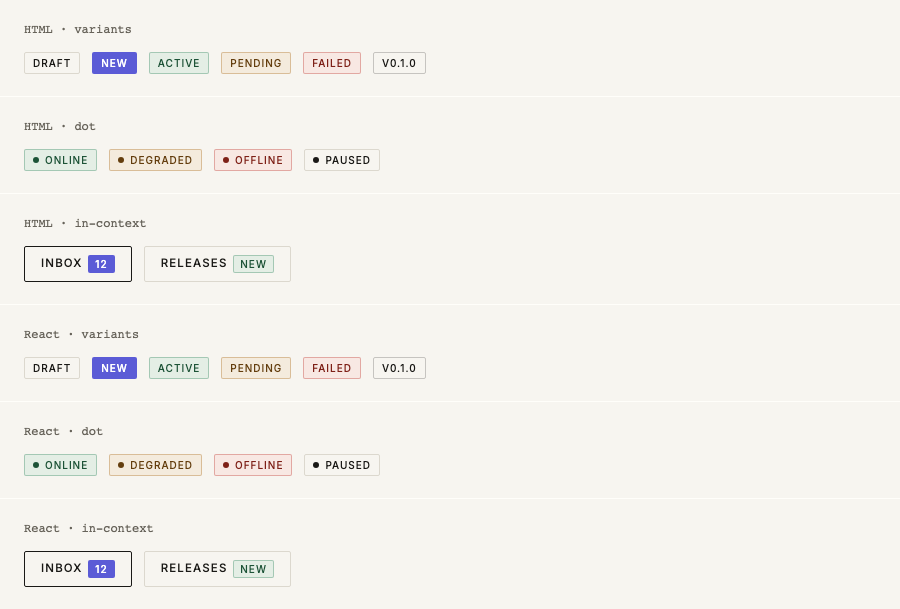 HTML · variants
DRAFT NEW ACTIVE PENDING FAILED V0.1.0
HTML · dot
ONLINE DEGRADED OFFLINE PAUSED
HTML · in-context
INBOX 12 RELEASES NEW
React · variants
DRAFT NEW ACTIVE PENDING FAILED V0.1.0
React · dot
ONLINE DEGRADED OFFLINE PAUSED
React · in-context
INBOX 12 RELEASES NEW